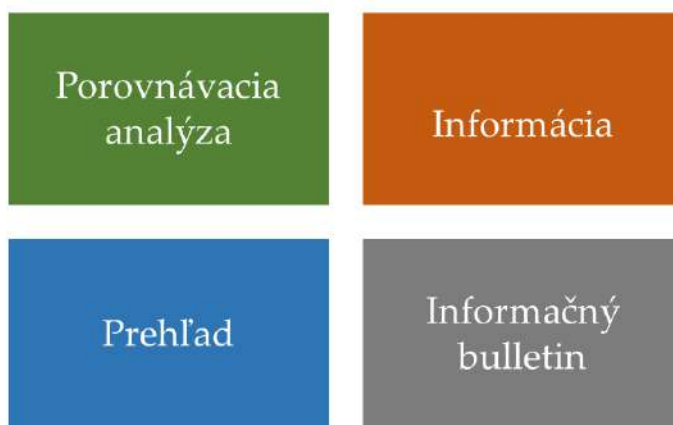 Porovnávacia
analýza
Informácia
Prehľad
Informačný
bulletin